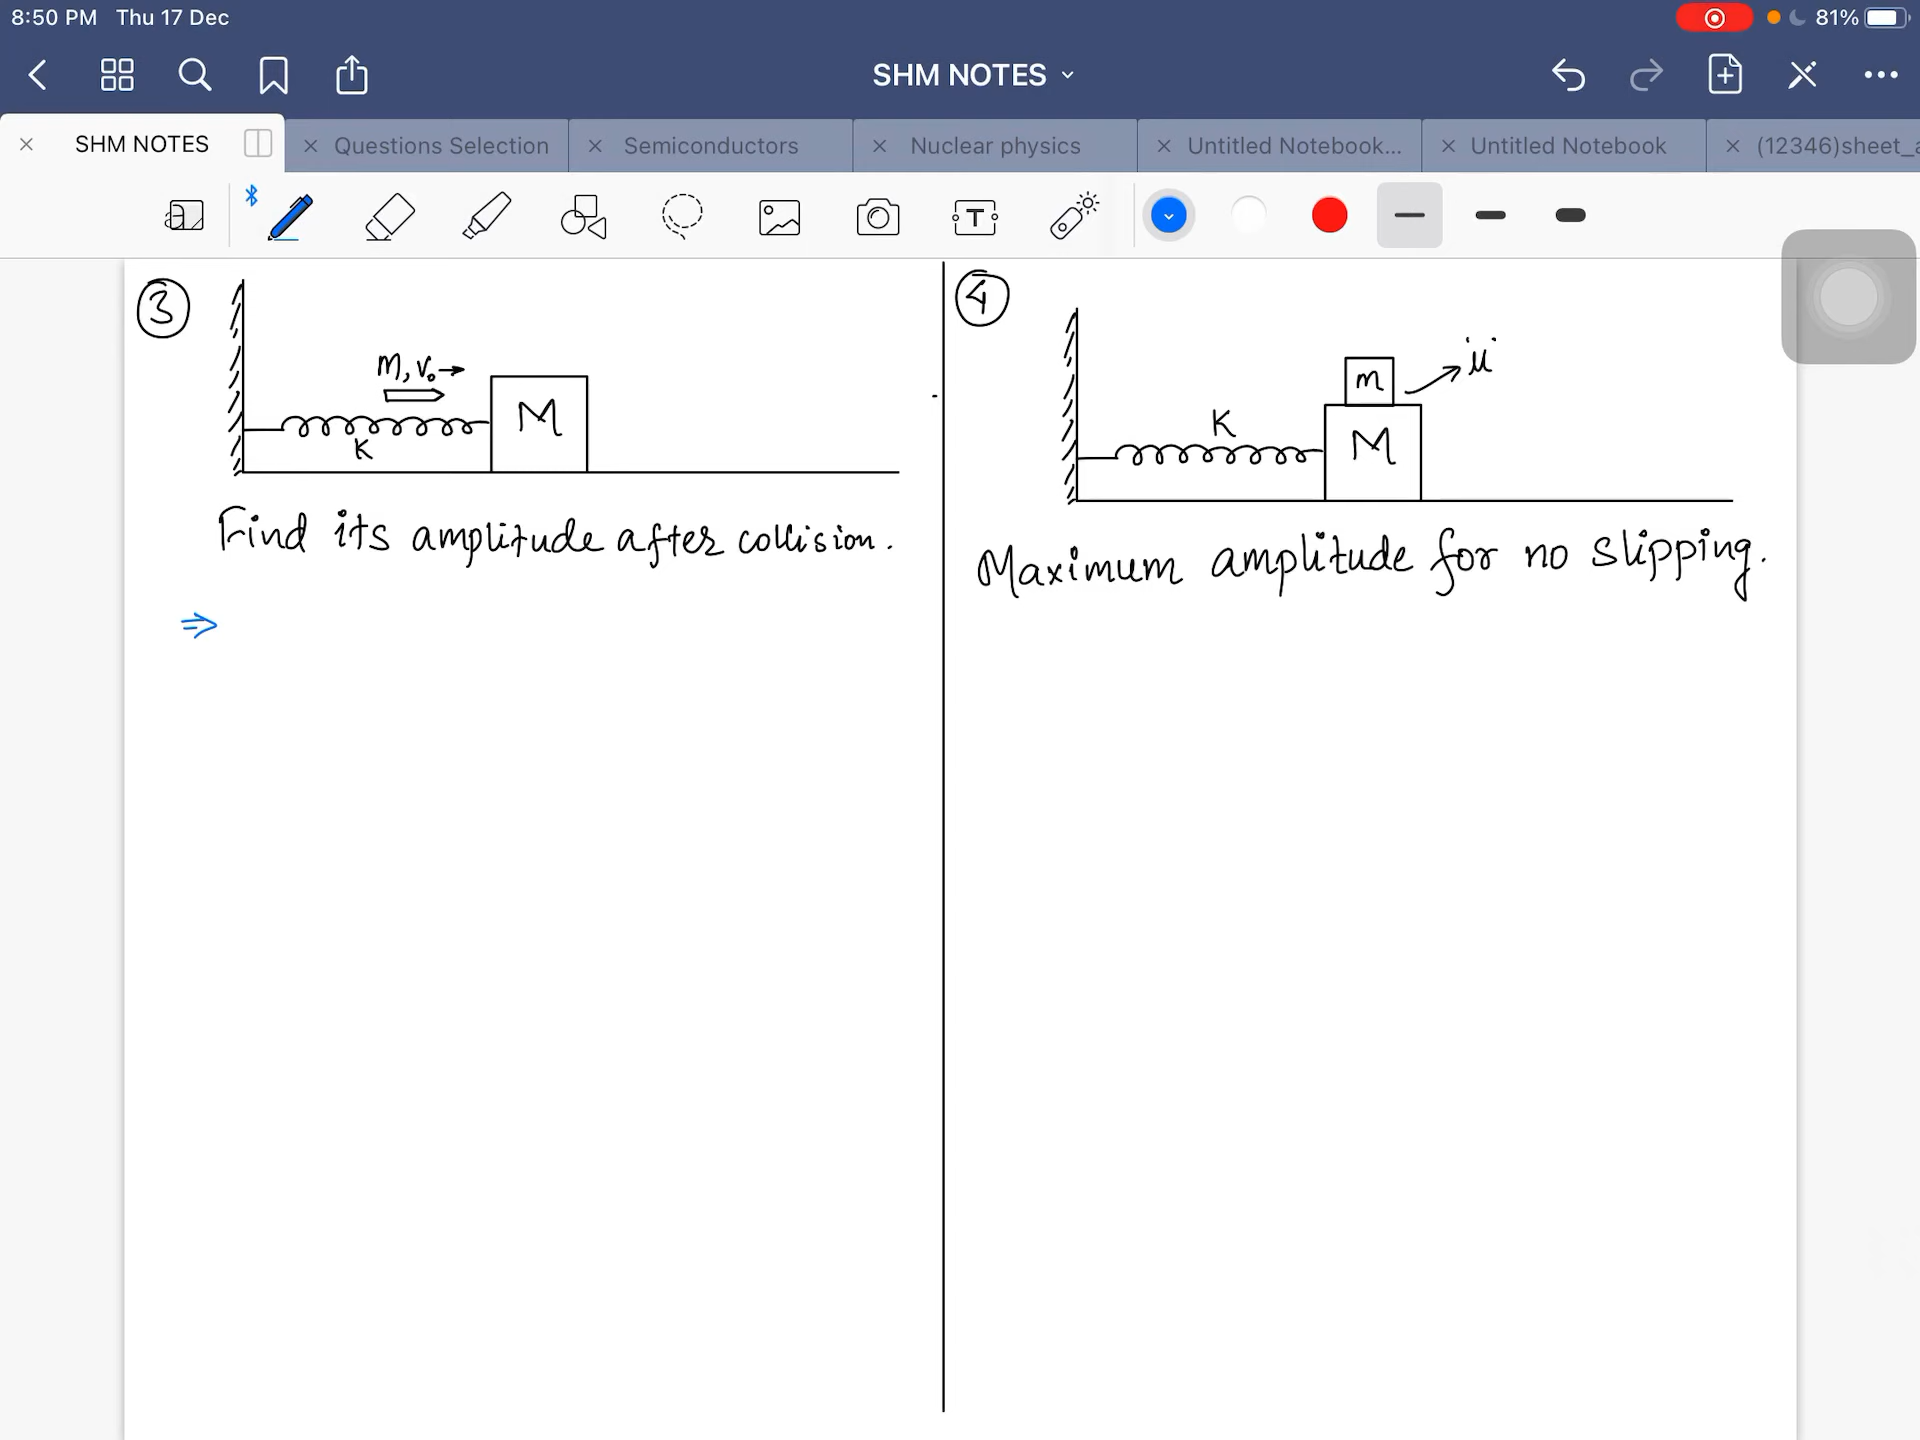 8:50 PM Thu 17 Dec
81%
SHM NOTES
SHM NOTES
Questions Selection
Semiconductors
Nuclear physics
Untitled Notebook...
Untitled Notebook
(12346)sheet_a
a
T
3
m, v₀→
M
K
Find its amplitude after collision.
⇒
4
m
'μ'
K
M
Maximum amplitude for no slipping.